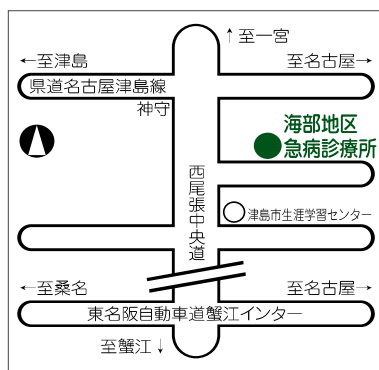 ↑至一宮
←至津島
至名古屋→
県道名古屋津島線
神守
海部地区
急病診療所
西尾張中央道
津島市生涯学習センター
←至桑名
至名古屋→
東名阪自動車道蟹江インター
至蟹江↓